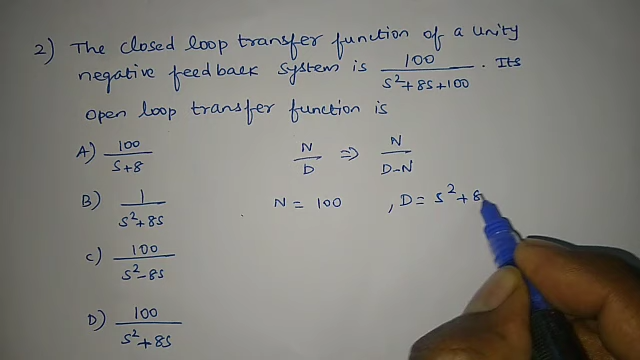 2) The closed loop transfer function of a unity
negative feedback system is 100/(s²+8s+100). Its
open loop transfer function is
A) 100/(s+8)
N/D ⇒ N/(D-N)
B) 1/(s²+8s)
N = 100 , D = s²+8
C) 100/(s²-8s)
D) 100/(s²+8s)